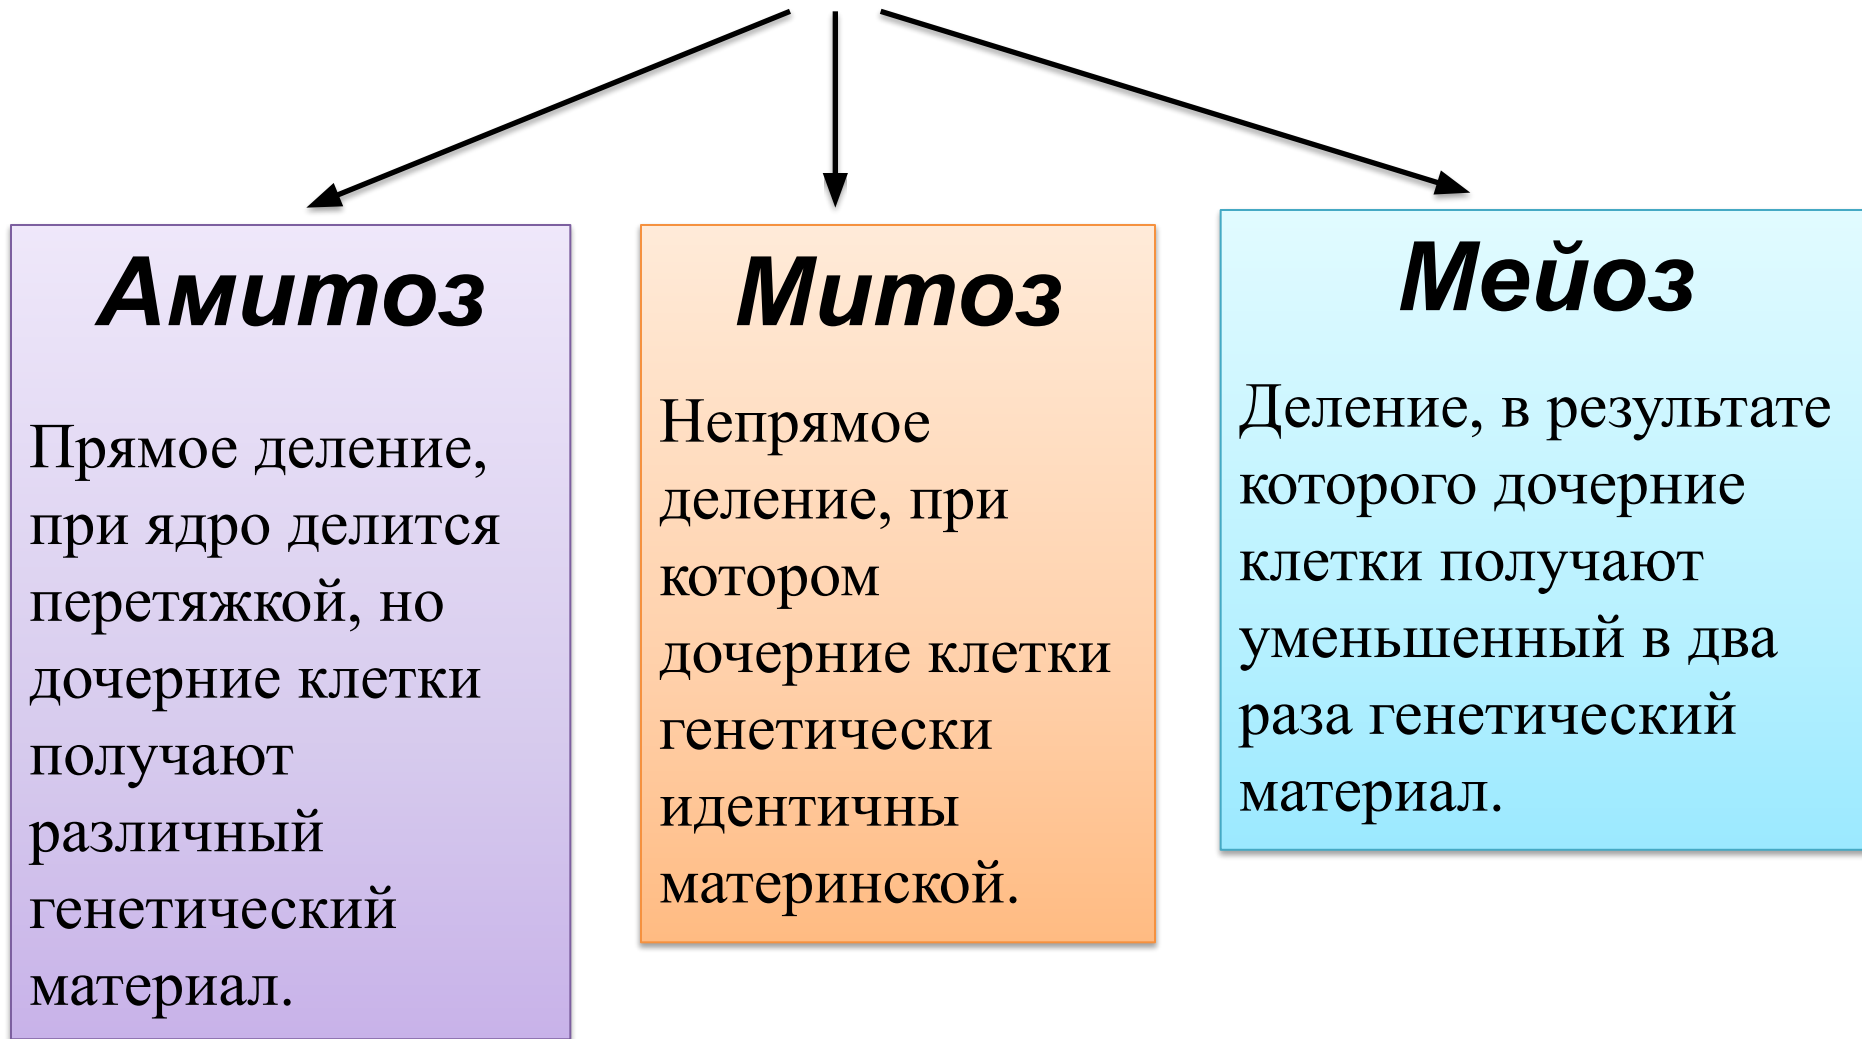 Амитоз
Прямое деление,
при ядро делится
перетяжкой, но
дочерние клетки
получают
различный
генетический
материал.
Митоз
Непрямое
деление, при
котором
дочерние клетки
генетически
идентичны
материнской.
Мейоз
Деление, в результате
которого дочерние
клетки получают
уменьшенный в два
раза генетический
материал.